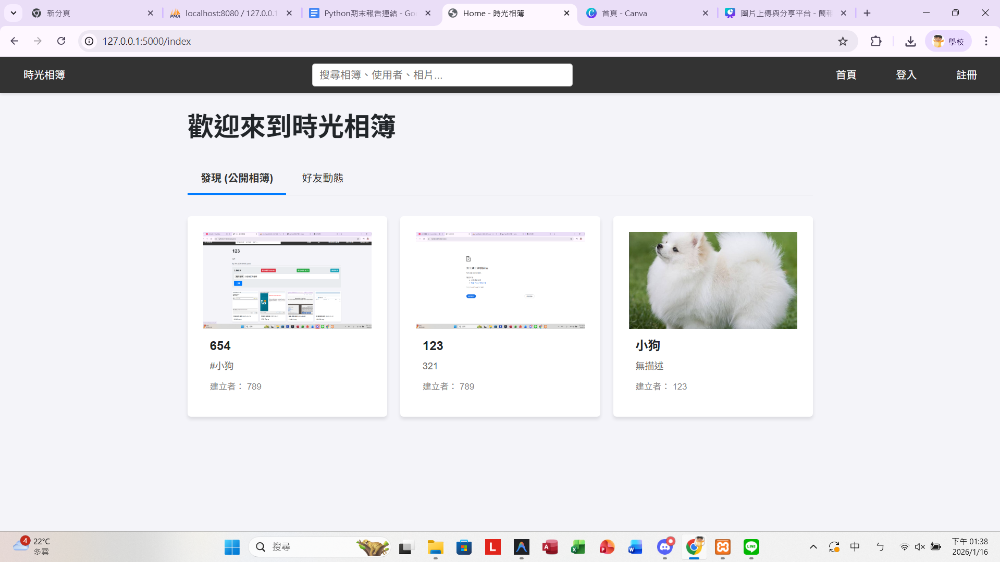 新分頁
localhost:8080 / 127.0.0.1
Python期末報告連結 - Goo
Home - 時光相簿
首頁 - Canva
圖片上傳與分享平台 - 簡報
127.0.0.1:5000/index
學校
時光相簿
搜尋相簿、使用者、相片...
首頁
登入
註冊
歡迎來到時光相簿
發現 (公開相簿)
好友動態
123
654
#小狗
建立者： 789
123
321
建立者： 789
小狗
無描述
建立者： 123
4
22°C
多雲
搜尋
中
ㄅ
下午 01:38
2026/1/16